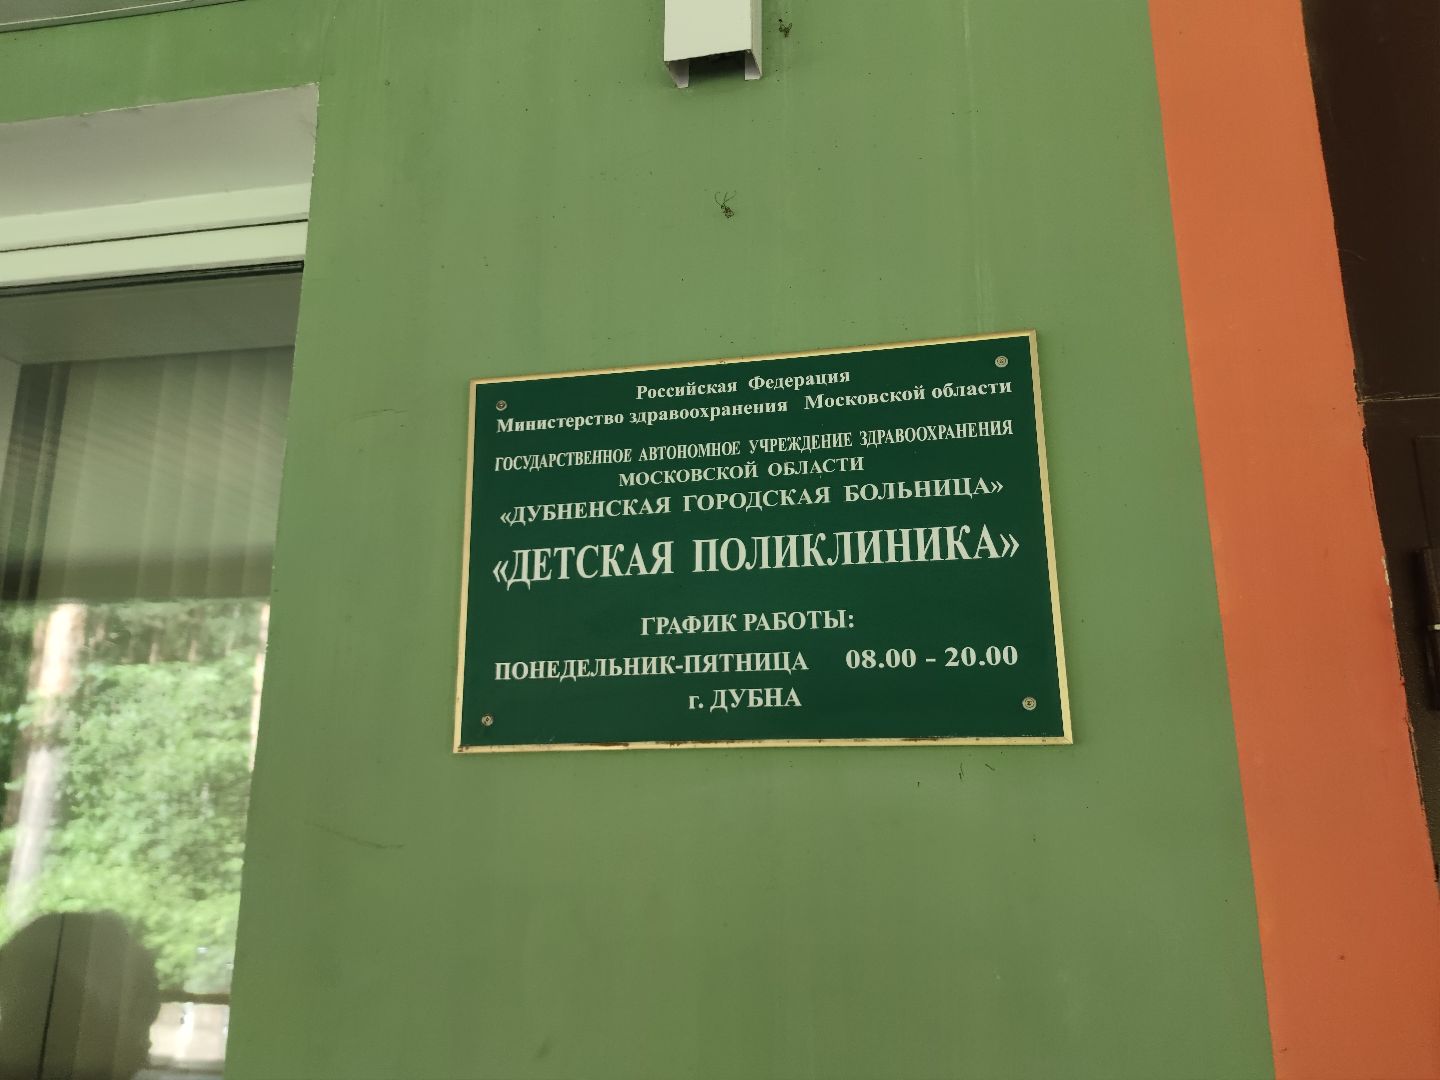 Российская Федерация
Министерство здравоохранения Московской области
ГОСУДАРСТВЕННОЕ АВТОНОМНОЕ УЧРЕЖДЕНИЕ ЗДРАВООХРАНЕНИЯ
МОСКОВСКОЙ ОБЛАСТИ
«ДУБНЕНСКАЯ ГОРОДСКАЯ БОЛЬНИЦА»
«ДЕТСКАЯ ПОЛИКЛИНИКА»
ГРАФИК РАБОТЫ:
ПОНЕДЕЛЬНИК-ПЯТНИЦА 08.00 - 20.00
г. ДУБНА